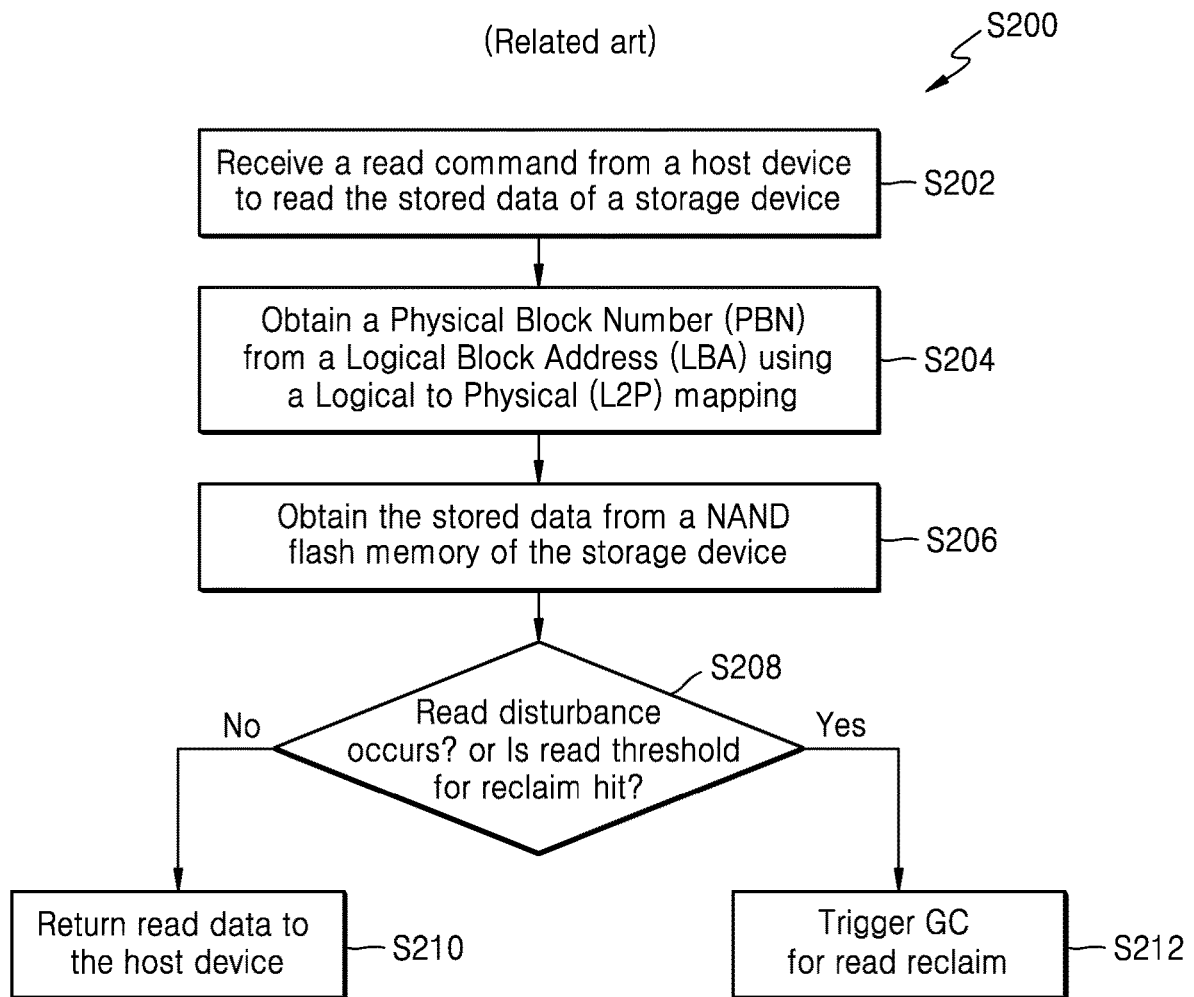 (Related art)
S200
Receive a read command from a host device
to read the stored data of a storage device
S202
Obtain a Physical Block Number (PBN)
from a Logical Block Address (LBA) using
a Logical to Physical (L2P) mapping
S204
Obtain the stored data from a NAND
flash memory of the storage device
S206
S208
Read disturbance
occurs? or Is read threshold
for reclaim hit?
No
Yes
Return read data to
the host device
S210
Trigger GC
for read reclaim
S212